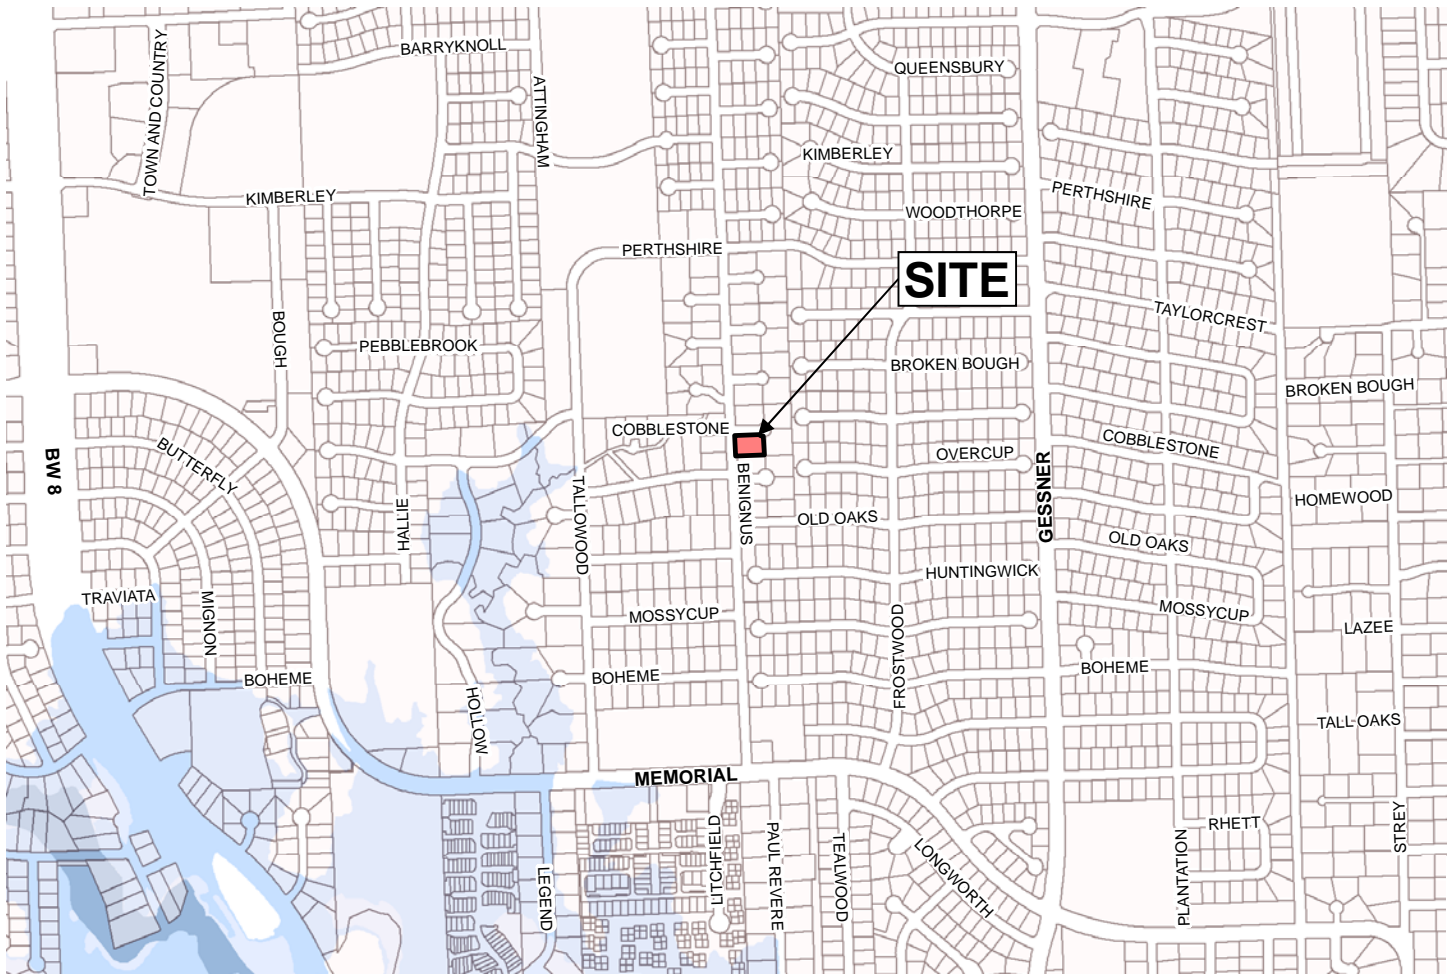 BARRYKNOLL
TOWN AND COUNTRY
ATTINGHAM
QUEENSBURY
KIMBERLEY
KIMBERLEY
PERTHSHIRE
WOODTHORPE
PERTHSHIRE
SITE
TAYLORCREST
BOUGH
PEBBLEBROOK
BROKEN BOUGH
BROKEN BOUGH
COBBLESTONE
COBBLESTONE
BUTTERFLY
BW 8
OVERCUP
GESSNER
BENIGNUS
HOMEWOOD
HALLIE
TALLOWOOD
OLD OAKS
OLD OAKS
HUNTINGWICK
TRAVIATA
MIGNON
MOSSYCUP
MOSSYCUP
FROSTWOOD
LAZEE
BOHEME
BOHEME
BOHEME
HOLLOW
TALL OAKS
MEMORIAL
RHETT
STREY
LITCHFIELD
PAUL REVERE
TEALWOOD
LONGWORTH
PLANTATION
LEGEND